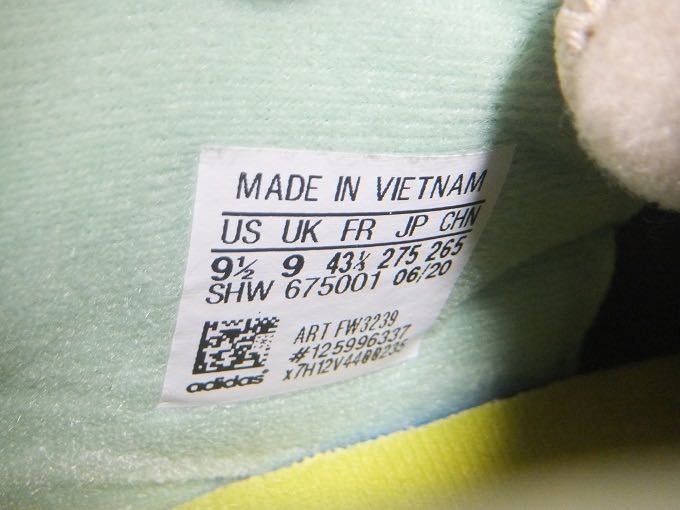 MADE IN VIETNAM
US UK FR JP CHN
9½ 9 43⅓ 275 265
SHW 675001 06/20
ART FW3239
#125996337
x7H12V4400235
adidas